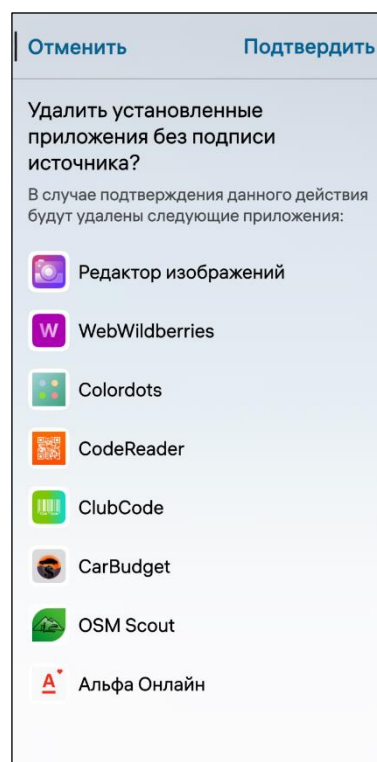 Отменить Подтвердить
Удалить установленные
приложения без подписи
источника?
В случае подтверждения данного действия
будут удалены следующие приложения:
Редактор изображений
W WebWildberries
Colordots
CodeReader
ClubCode
CarBudget
OSM Scout
А Альфа Онлайн